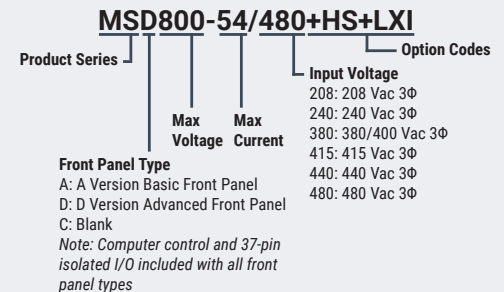 MSD800-54/480+HS+LXI
Product Series
Option Codes
Input Voltage
208: 208 Vac 3Φ
240: 240 Vac 3Φ
380: 380/400 Vac 3Φ
415: 415 Vac 3Φ
440: 440 Vac 3Φ
480: 480 Vac 3Φ
Max
Voltage
Max
Current
Front Panel Type
A: A Version Basic Front Panel
D: D Version Advanced Front Panel
C: Blank
Note: Computer control and 37-pin
isolated I/O included with all front
panel types